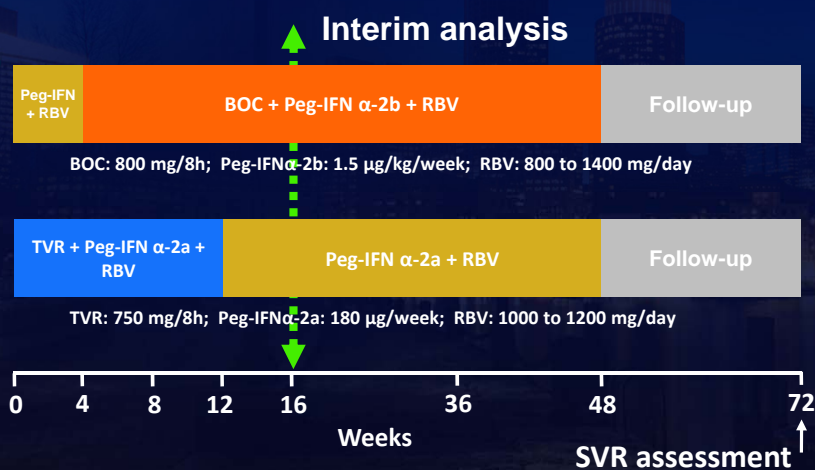 Interim analysis
Peg-IFN
+ RBV
BOC + Peg-IFN α-2b + RBV
Follow-up
BOC: 800 mg/8h; Peg-IFNα-2b: 1.5 µg/kg/week; RBV: 800 to 1400 mg/day
TVR + Peg-IFN α-2a +
RBV
Peg-IFN α-2a + RBV
Follow-up
TVR: 750 mg/8h; Peg-IFNα-2a: 180 µg/week; RBV: 1000 to 1200 mg/day
0 4 8 12 16 36 48 72
Weeks
SVR assessment